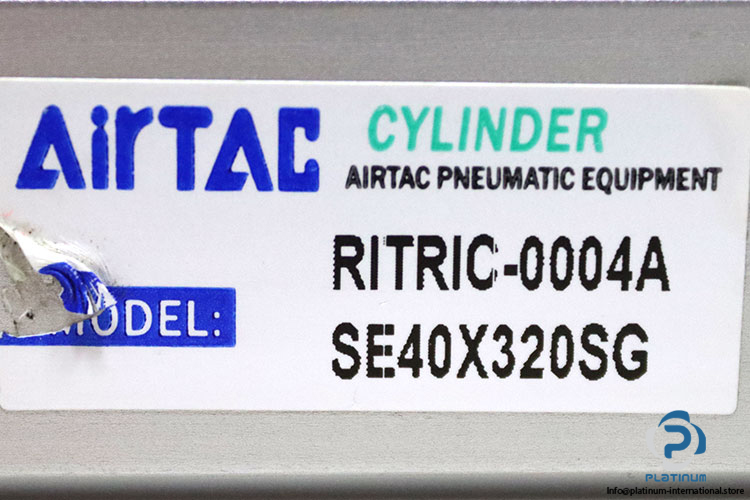 AirTAC CYLINDER
AIRTAC PNEUMATIC EQUIPMENT
RITRIC-0004A
MODEL: SE40X320SG
PLATINUM
Info@platinum-international.store